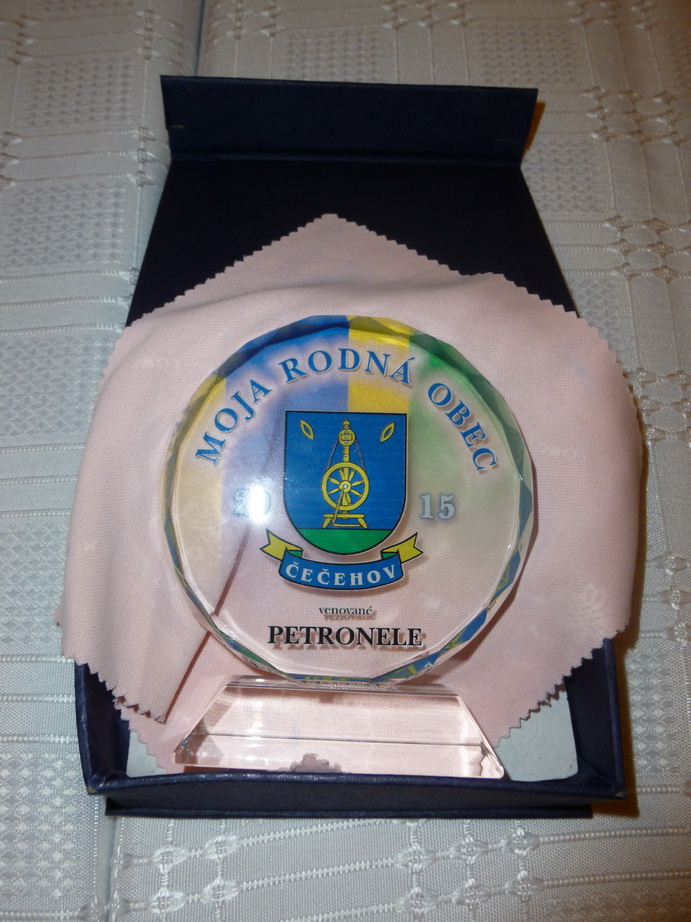 MOJA RODNÁ OBEC
2015
ČEČEHOV
venované
PETRONELE